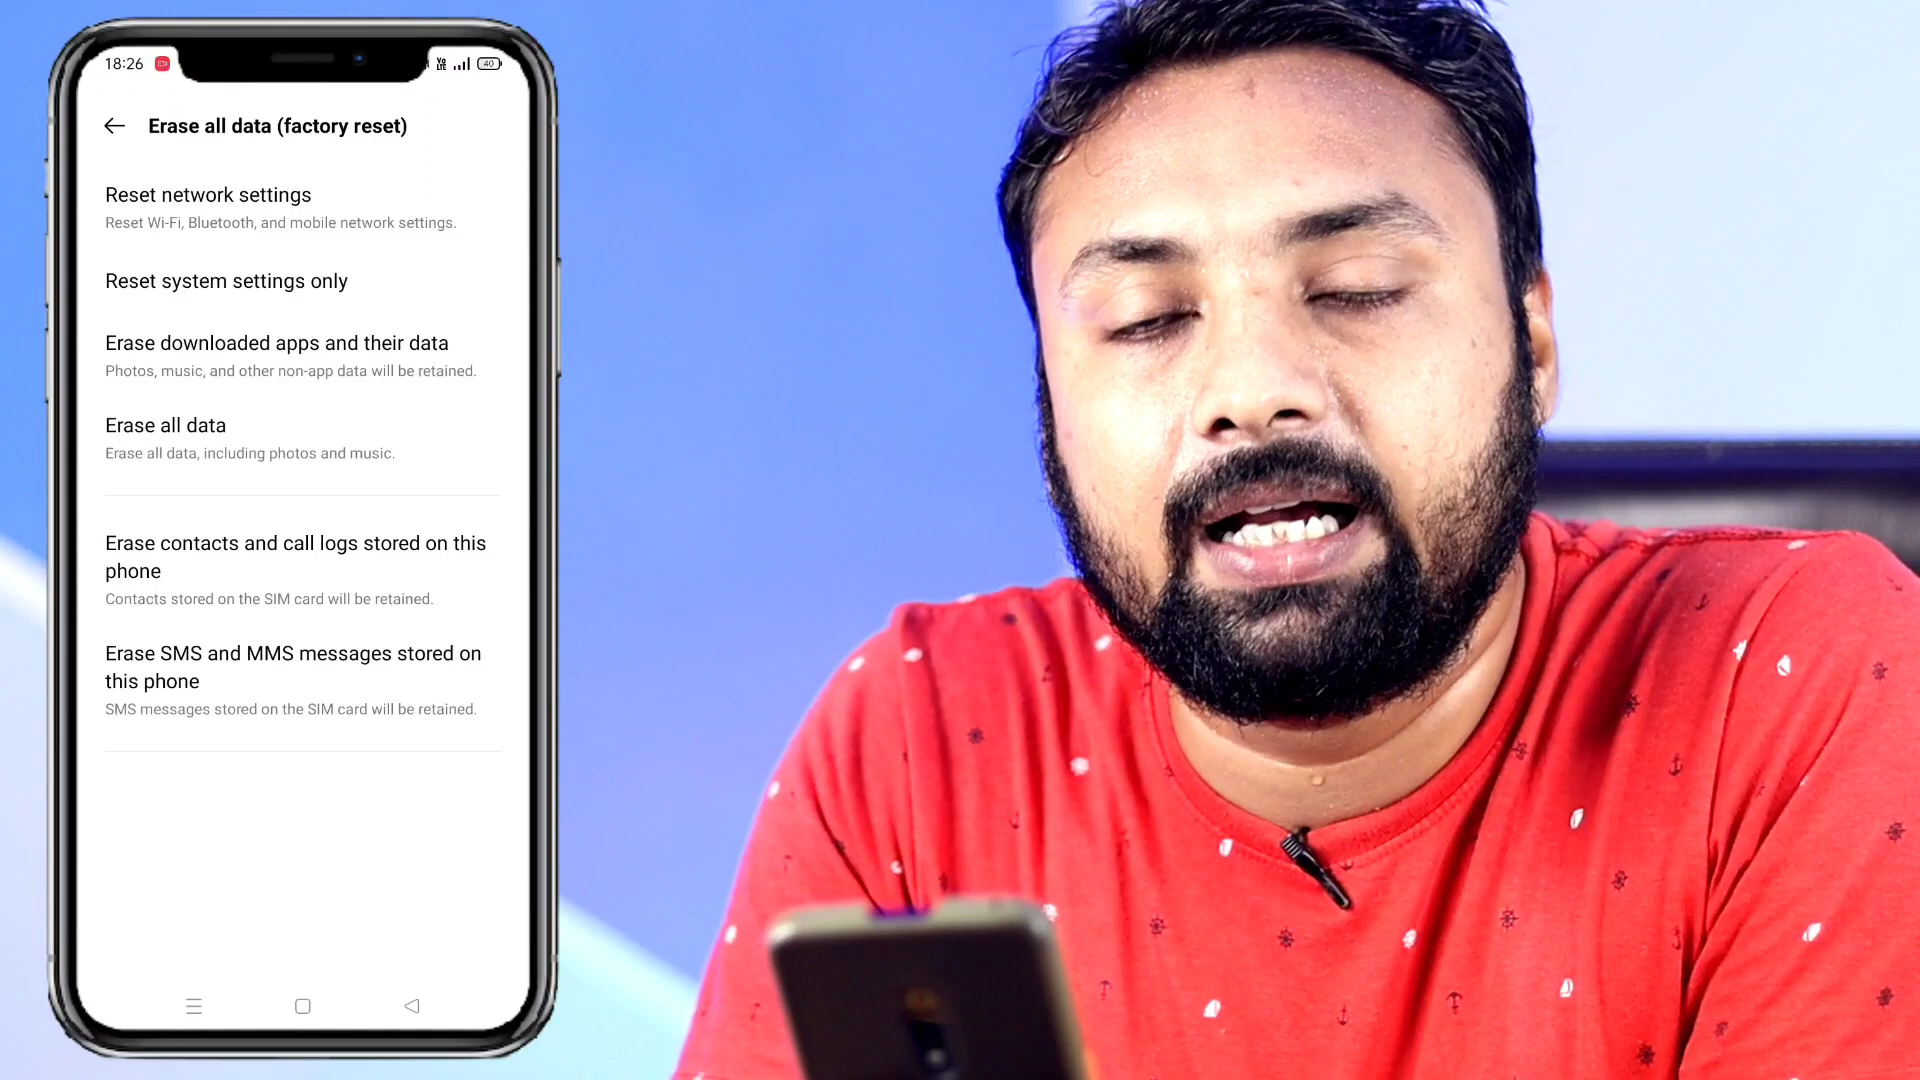 18:26
40
Erase all data (factory reset)
Reset network settings
Reset Wi-Fi, Bluetooth, and mobile network settings.
Reset system settings only
Erase downloaded apps and their data
Photos, music, and other non-app data will be retained.
Erase all data
Erase all data, including photos and music.
Erase contacts and call logs stored on this
phone
Contacts stored on the SIM card will be retained.
Erase SMS and MMS messages stored on
this phone
SMS messages stored on the SIM card will be retained.